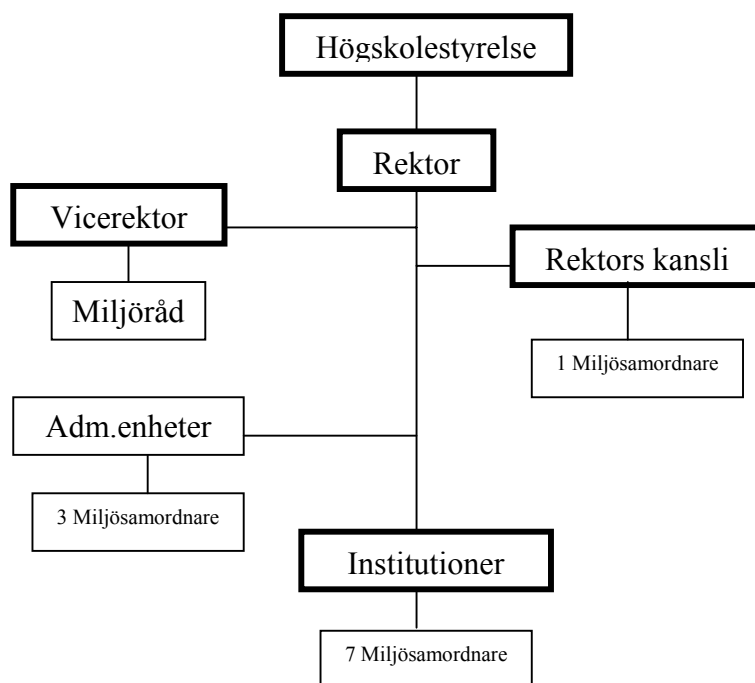 Högskolestyrelse
Rektor
Vicerektor
Rektors kansli
Miljöråd
1 Miljösamordnare
Adm.enheter
3 Miljösamordnare
Institutioner
7 Miljösamordnare